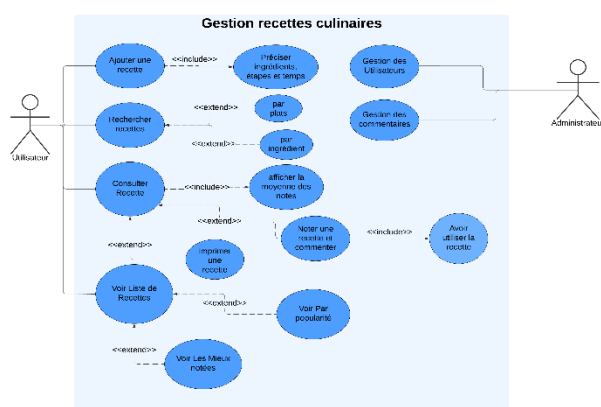 Gestion recettes culinaires
Ajouter une
recette
<<include>>
Préciser
ingrédients,
étapes et temps
Gestion des
Utilisateurs
Rechercher
recettes
<<extend>>
par
plats
Gestion des
commentaires
Administrateu
<<extend>>
par
ingrédient
Utilisateur
Consulter
Recette
<<include>>
afficher la
moyenne des
notes
<<extend>>
Noter une
recette et
commenter
<<include>>
Avoir
utiliser la
recette
<<extend>>
Imprimer
une
recette
Voir Liste de
Recettes
<<extend>>
Voir Par
popularité
<<extend>>
Voir Les Mieux
notées